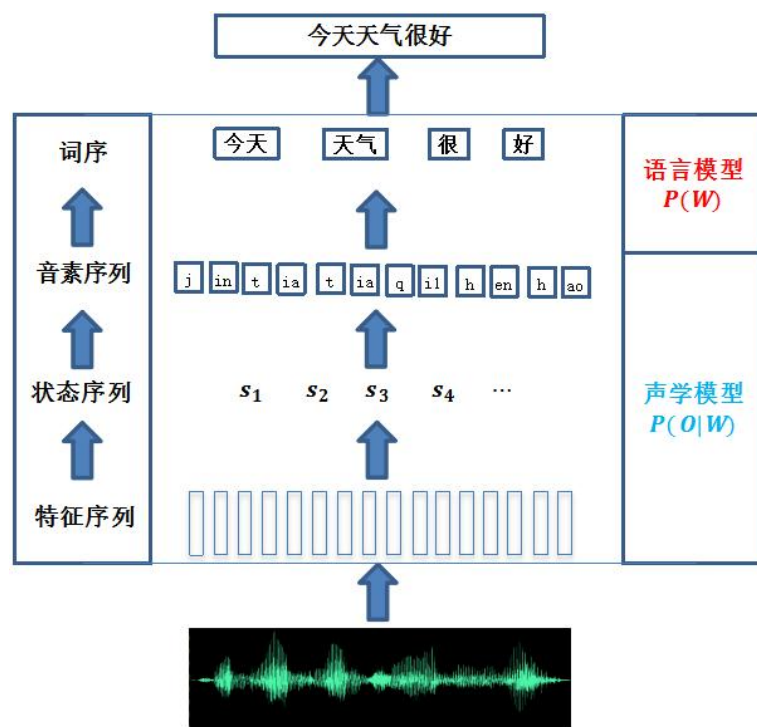 今天天气很好
词序
今天 天气 很 好
语言模型
P(W)
音素序列
j in t ia t ia q il h en h ao
状态序列
s1 s2 s3 s4 …
声学模型
P(O|W)
特征序列